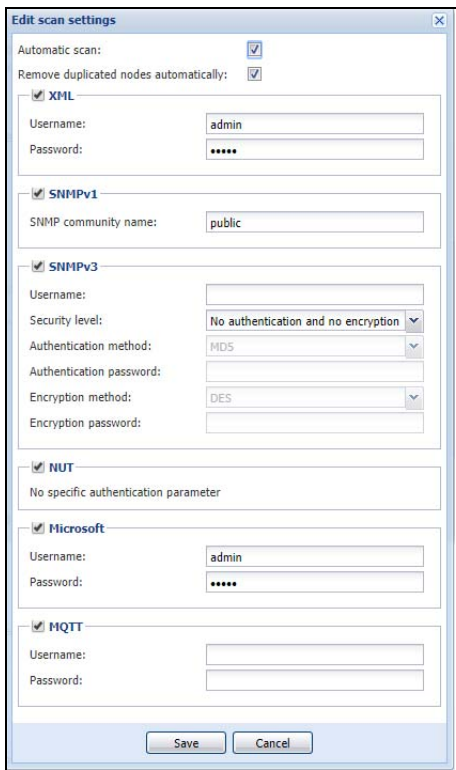 Edit scan settings
Automatic scan:
Remove duplicated nodes automatically:
XML
Username: admin
Password: •••••
SNMPv1
SNMP community name: public
SNMPv3
Username:
Security level: No authentication and no encryption
Authentication method: MD5
Authentication password:
Encryption method: DES
Encryption password:
NUT
No specific authentication parameter
Microsoft
Username: admin
Password: •••••
MQTT
Username:
Password:
Save Cancel